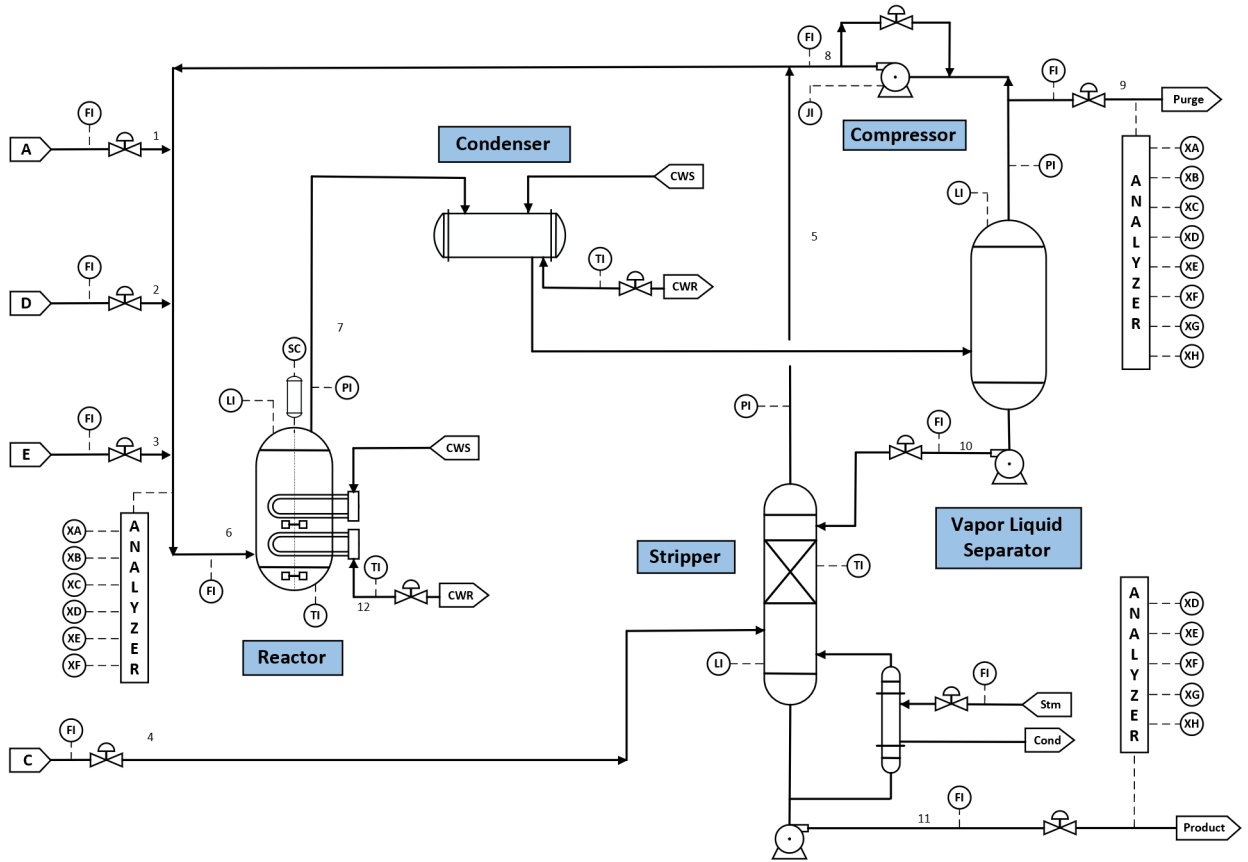 FI
8
JI
Compressor
FI
9
Purge
A
FI
1
Condenser
CWS
PI
LI
ANALYZER
XA
XB
XC
XD
XE
XF
XG
XH
D
FI
2
TI
CWR
5
7
SC
PI
LI
E
FI
3
CWS
PI
FI
10
Vapor Liquid
Separator
ANALYZER
XA
XB
XC
XD
XE
XF
6
FI
TI
TI
12
CWR
Reactor
Stripper
TI
LI
FI
Stm
Cond
ANALYZER
XD
XE
XF
XG
XH
C
FI
4
11
FI
Product